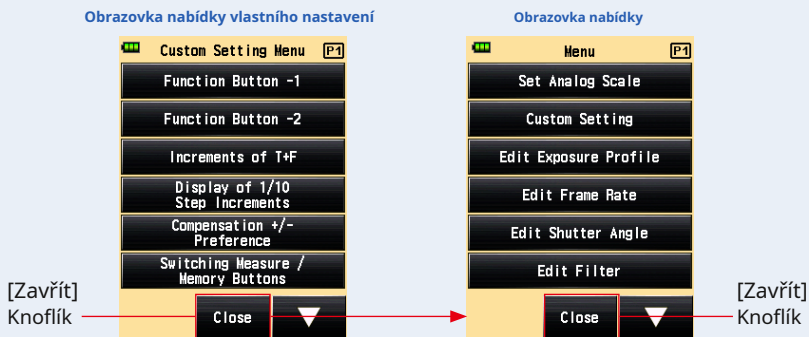 Obrazovka nabídky vlastního nastavení
Custom Setting Menu P1
Function Button -1
Function Button -2
Increments of T+F
Display of 1/10
Step Increments
Compensation +/-
Preference
Switching Measure /
Memory Buttons
Close
[Zavřít]
Knoflík
Obrazovka nabídky
Menu P1
Set Analog Scale
Custom Setting
Edit Exposure Profile
Edit Frame Rate
Edit Shutter Angle
Edit Filter
Close
[Zavřít]
Knoflík